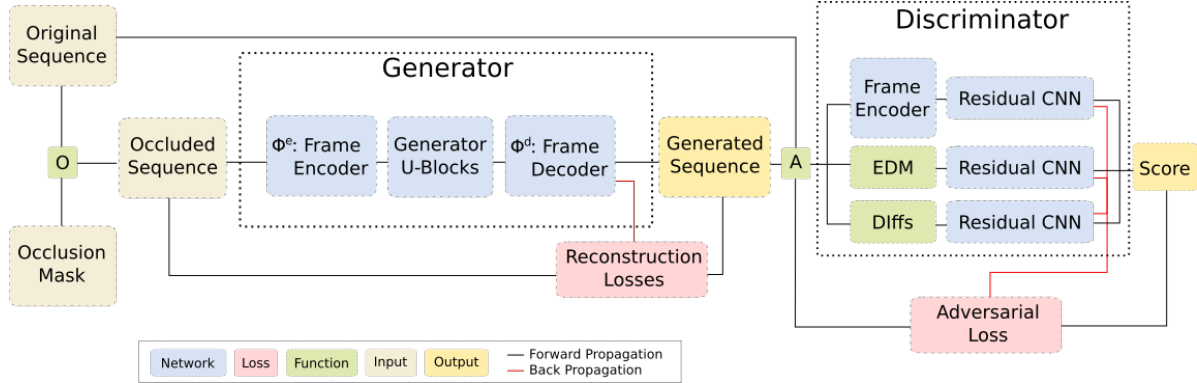 Original
Sequence
O
Occlusion
Mask
Occluded
Sequence
Generator
Φᵉ: Frame
Encoder
Generator
U-Blocks
Φᵈ: Frame
Decoder
Generated
Sequence
Reconstruction
Losses
A
Discriminator
Frame
Encoder
Residual CNN
EDM
Residual CNN
DIffs
Residual CNN
Score
Adversarial
Loss
Network
Loss
Function
Input
Output
Forward Propagation
Back Propagation